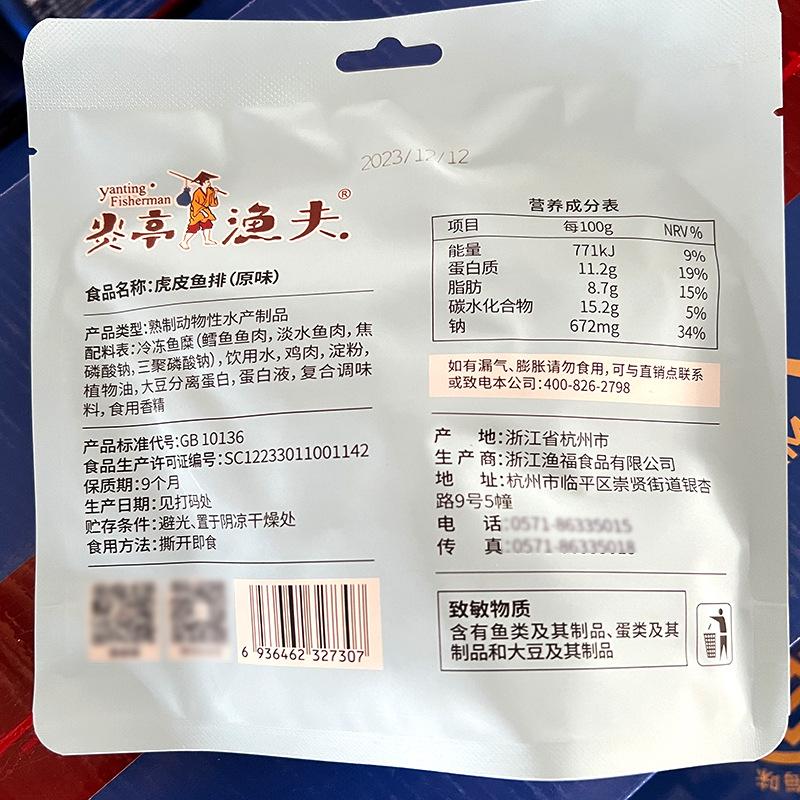 2023/12/12
Yanting
Fisherman
炎亭渔夫®
食品名称:虎皮鱼排(原味)
产品类型:熟制动物性水产制品
配料表:冷冻鱼糜(鳕鱼鱼肉,淡水鱼肉,焦
磷酸钠,三聚磷酸钠),饮用水,鸡肉,淀粉,
植物油,大豆分离蛋白,蛋白液,复合调味
料,食用香精
产品标准代号:GB 10136
食品生产许可证编号:SC12233011001142
保质期:9个月
生产日期:见打码处
贮存条件:避光、置于阴凉干燥处
食用方法:撕开即食
6 936462 327307
营养成分表
项目 每100g NRV%
能量 771kJ 9%
蛋白质 11.2g 19%
脂肪 8.7g 15%
碳水化合物 15.2g 5%
钠 672mg 34%
如有漏气、膨胀请勿食用,可与直销点联系
或致电本公司:400-826-2798
产 地:浙江省杭州市
生产商:浙江渔福食品有限公司
地 址:杭州市临平区崇贤街道银杏
路9号5幢
电 话:0571-86335015
传 真:0571-86335018
致敏物质
含有鱼类及其制品、蛋类及其
制品和大豆及其制品
海味